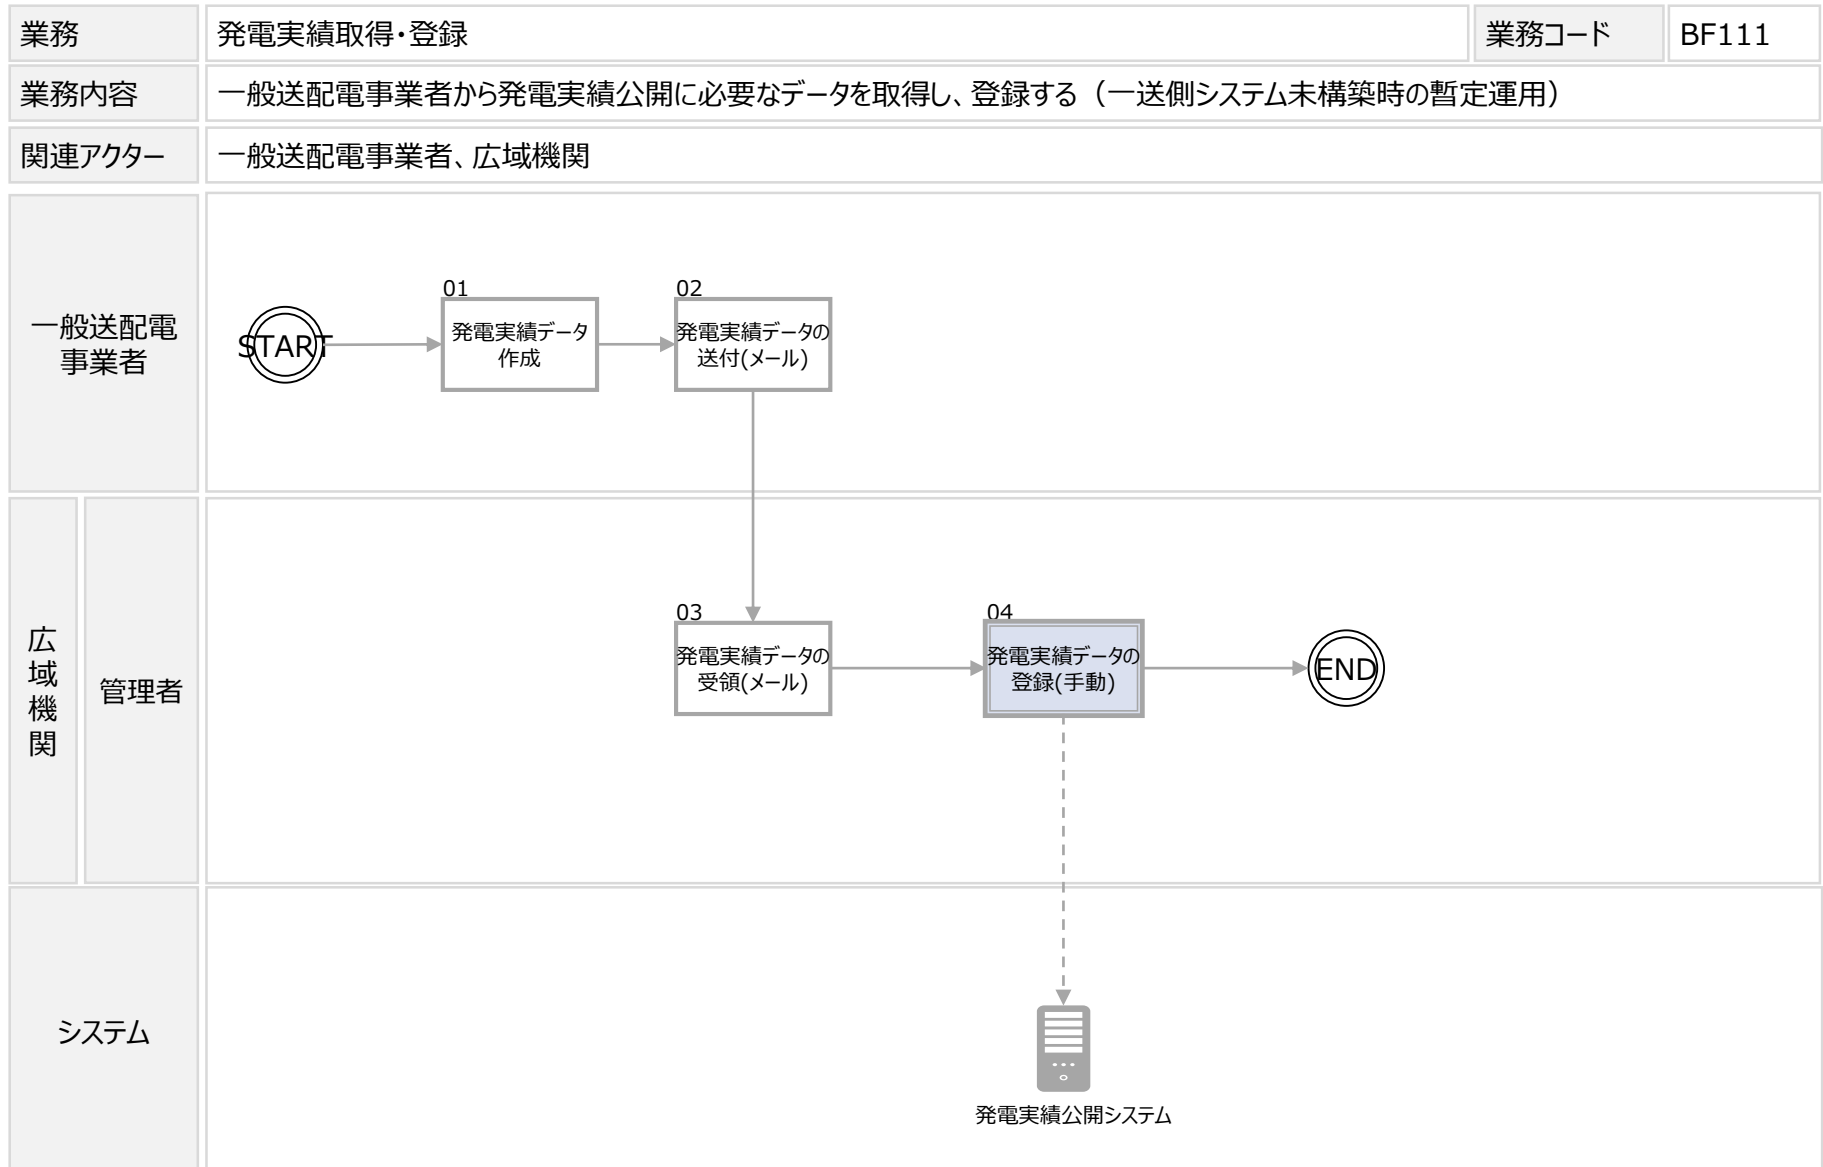 業務
発電実績取得・登録
業務コード
BF111
業務内容
一般送配電事業者から発電実績公開に必要なデータを取得し、登録する（一送側システム未構築時の暫定運用）
関連アクター
一般送配電事業者、広域機関
一般送配電
事業者
START
01
発電実績データ
作成
02
発電実績データの
送付(メール)
広
域
機
関
管理者
03
発電実績データの
受領(メール)
04
発電実績データの
登録(手動)
END
システム
発電実績公開システム